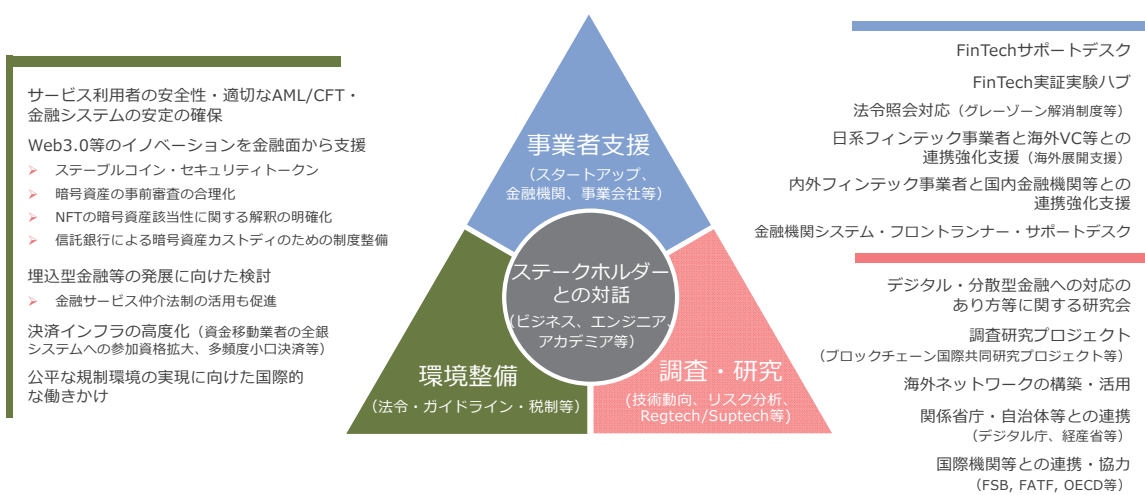 サービス利用者の安全性・適切なAML/CFT・
金融システムの安定の確保
Web3.0等のイノベーションを金融面から支援
➢ ステーブルコイン・セキュリティトークン
➢ 暗号資産の事前審査の合理化
➢ NFTの暗号資産該当性に関する解釈の明確化
➢ 信託銀行による暗号資産カストディのための制度整備
埋込型金融等の発展に向けた検討
➢ 金融サービス仲介法制の活用も促進
決済インフラの高度化（資金移動業者の全銀
システムへの参加資格拡大、多頻度小口決済等）
公平な規制環境の実現に向けた国際的
な働きかけ
事業者支援
（スタートアップ、
金融機関、事業会社等）
ステークホルダー
との対話
（ビジネス、エンジニア、
アカデミア等）
環境整備
（法令・ガイドライン・税制等）
調査・研究
(技術動向、リスク分析、
Regtech/Suptech等)
FinTechサポートデスク
FinTech実証実験ハブ
法令照会対応（グレーゾーン解消制度等）
日系フィンテック事業者と海外VC等との
連携強化支援（海外展開支援）
内外フィンテック事業者と国内金融機関等との
連携強化支援
金融機関システム・フロントランナー・サポートデスク
デジタル・分散型金融への対応の
あり方等に関する研究会
調査研究プロジェクト
（ブロックチェーン国際共同研究プロジェクト等）
海外ネットワークの構築・活用
関係省庁・自治体等との連携
（デジタル庁、経産省等）
国際機関等との連携・協力
（FSB, FATF, OECD等）